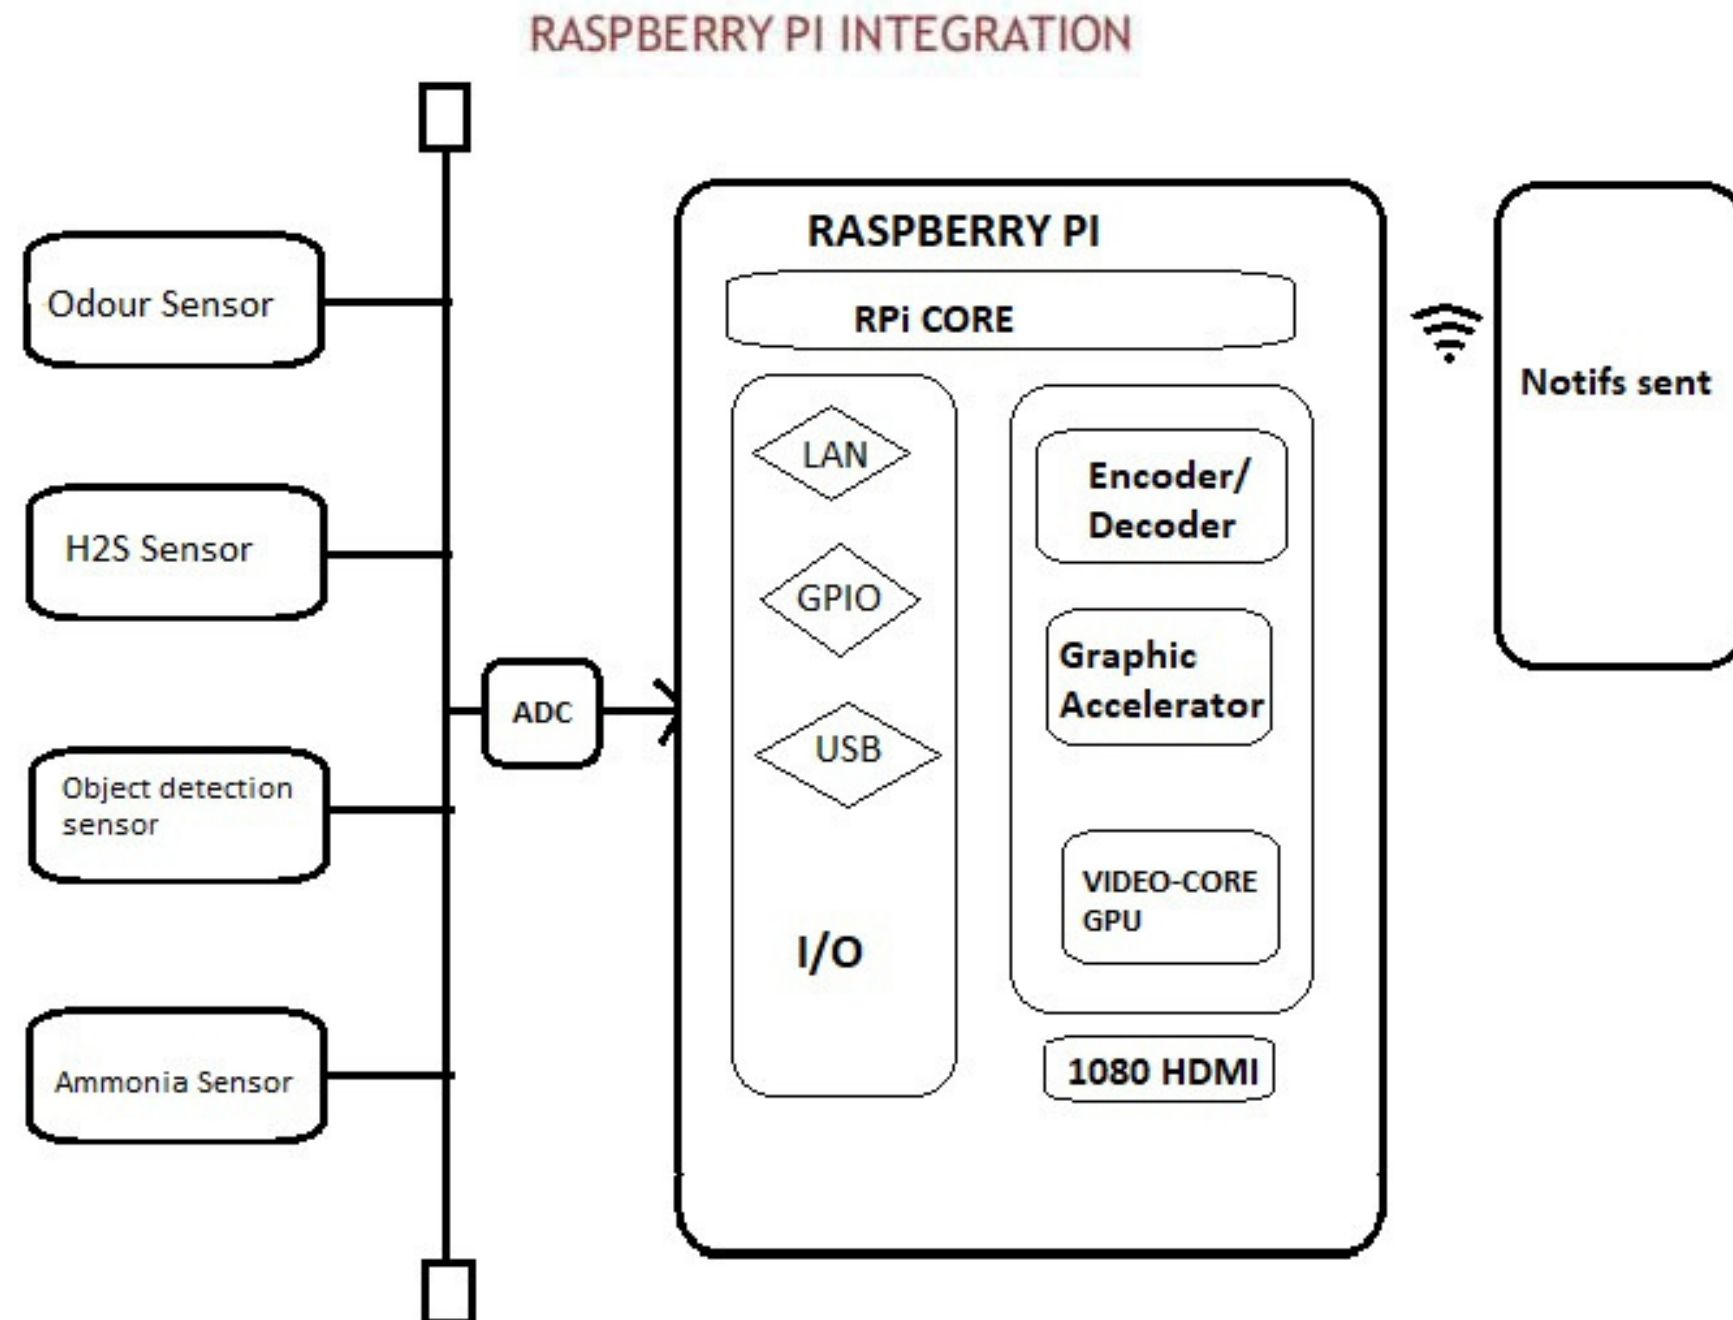 RASPBERRY PI INTEGRATION
Odour Sensor
H2S Sensor
Object detection
sensor
Ammonia Sensor
ADC
RASPBERRY PI
RPi CORE
LAN
GPIO
USB
I/O
Encoder/
Decoder
Graphic
Accelerator
VIDEO-CORE
GPU
1080 HDMI
Notifs sent